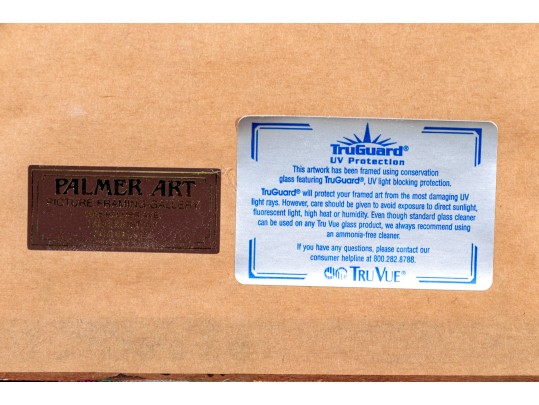 PALMER ART
PICTURE FRAMING GALLERY
TruGuard®
UV Protection
This artwork has been framed using conservation
glass featuring TruGuard®, UV light blocking protection.
TruGuard® will protect your framed art from the most damaging UV
light rays. However, care should be given to avoid exposure to direct sunlight,
fluorescent light, high heat or humidity. Even though standard glass cleaner
can be used on any Tru Vue glass product, we always recommend using
an ammonia-free cleaner.
If you have any questions, please contact our
consumer helpline at 800.282.8788.
TRU VUE®